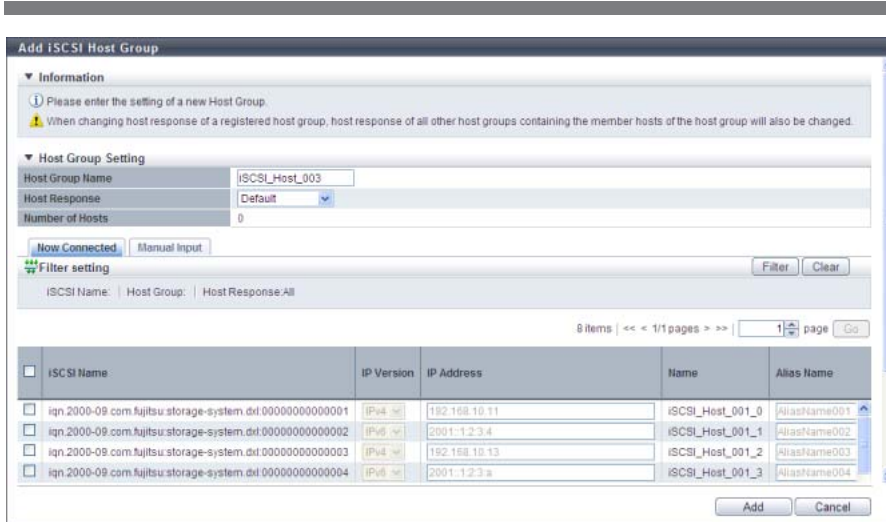 Add iSCSI Host Group
Information
Please enter the setting of a new Host Group.
When changing host response of a registered host group, host response of all other host groups containing the member hosts of the host group will also be changed.
Host Group Setting
Host Group Name iSCSI_Host_003
Host Response Default
Number of Hosts 0
Now Connected Manual Input
Filter setting Filter Clear
iSCSI Name: | Host Group: | Host Response:All
8 items | << < 1/1 pages > >> | 1 page Go
iSCSI Name IP Version IP Address Name Alias Name
iqn.2000-09.com.fujitsu:storage-system.dxl:00000000000001 IPv4 192.168.10.11 iSCSI_Host_001_0 AliasName001
iqn.2000-09.com.fujitsu:storage-system.dxl:00000000000002 IPv6 2001::1:2:3:4 iSCSI_Host_001_1 AliasName002
iqn.2000-09.com.fujitsu:storage-system.dxl:00000000000003 IPv4 192.168.10.13 iSCSI_Host_001_2 AliasName003
iqn.2000-09.com.fujitsu:storage-system.dxl:00000000000004 IPv6 2001::1:2:3:a iSCSI_Host_001_3 AliasName004
Add Cancel